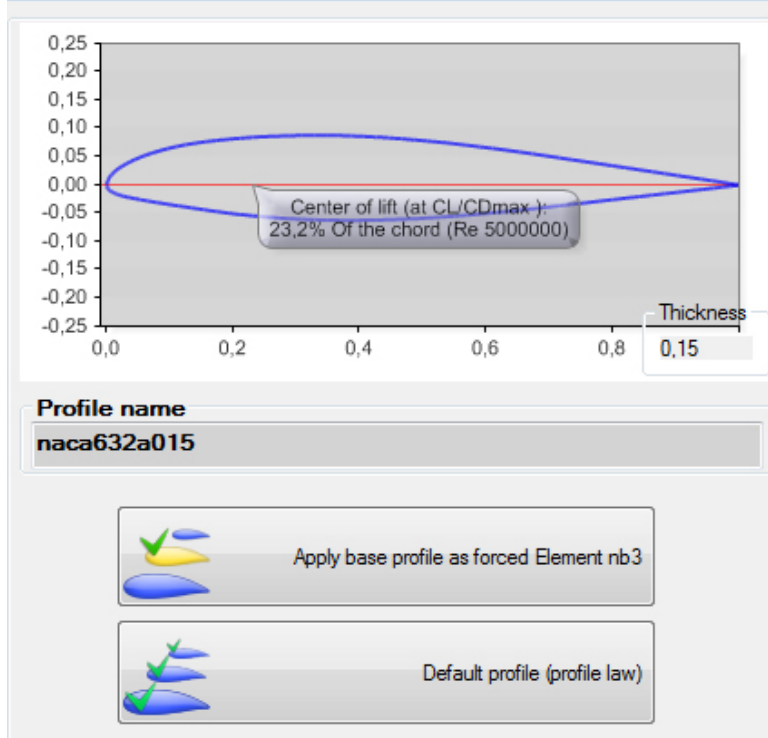 0,25
0,20
0,15
0,10
0,05
0,00
-0,05
-0,10
-0,15
-0,20
-0,25
Center of lift (at CL/CDmax ):
23,2% Of the chord (Re 5000000)
0,0 0,2 0,4 0,6 0,8
Thickness
0,15
Profile name
naca632a015
Apply base profile as forced Element nb3
Default profile (profile law)